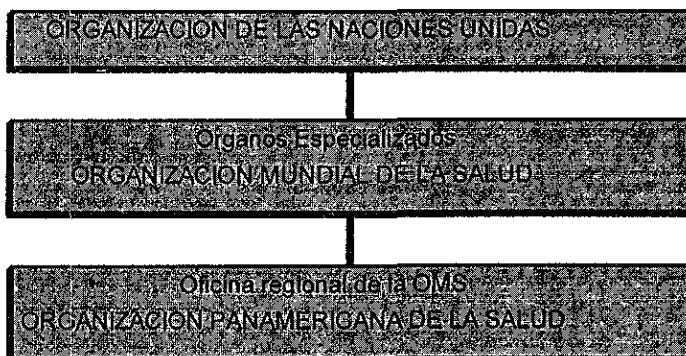 ORGANIZACION DE LAS NACIONES UNIDAS
Organos Especializados
ORGANIZACION MUNDIAL DE LA SALUD
Oficina regional de la OMS
ORGANIZACION PANAMERICANA DE LA SALUD